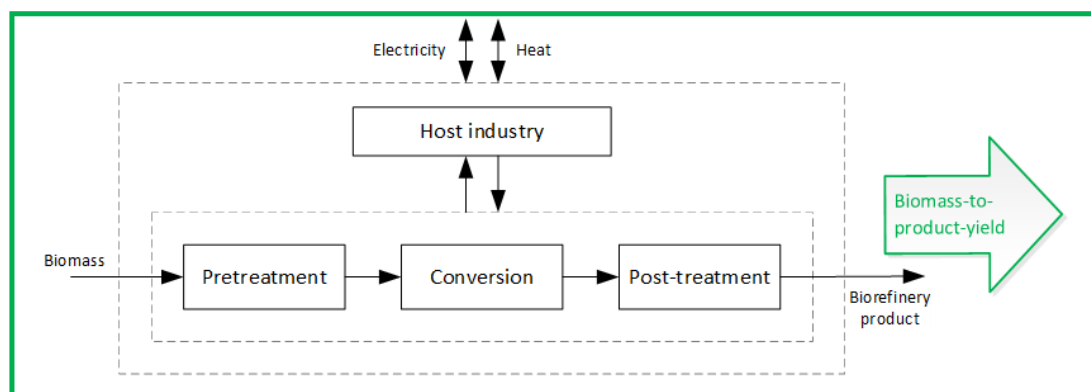 Electricity
Heat
Host industry
Biomass-to-
product-yield
Biomass
Pretreatment
Conversion
Post-treatment
Biorefinery
product